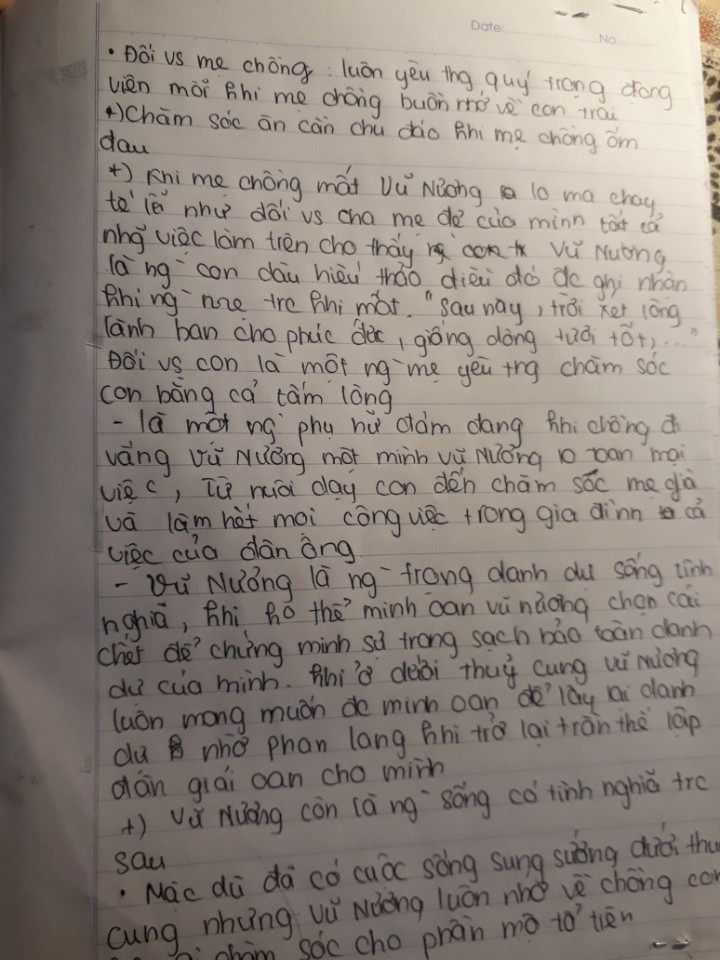 Date:
No
• Đối vs mẹ chồng : luôn yêu thg quý trọng động
viên mỗi khi mẹ chồng buồn nhớ về con trai
+) Chăm sóc ân cần chu đáo khi mẹ chồng ốm
đau
+) Khi mẹ chồng mất Vũ Nương lo ma chay
tế lễ như đối vs cha mẹ đẻ của mình tất cả
nhg việc làm trên cho thấy Vũ Nương
là ng` con dâu hiếu thảo điều đó đc ghi nhận
khi ng` mẹ trc khi mất. "sau này, trời xét lòng
lành ban cho phúc đức, giống dòng tươi tốt,..."
Đối vs con là một ng` mẹ yêu thg chăm sóc
con bằng cả tấm lòng
- là một ng` phụ nữ đảm đang khi chồng đi
vắng Vũ Nương một mình vũ Nương lo toan mọi
việc, Từ nuôi dạy con đến chăm sóc mẹ già
và làm hết mọi công việc trong gia đình cả
việc của đàn ông
- Vũ Nương là ng` trọng danh dự sống tình
nghĩa, khi ko thể minh oan vũ nương chọn cái
chết để chứng minh sự trong sạch bảo toàn danh
dự của mình. khi ở dưới thuỷ cung vũ Nương
luôn mong muốn đc minh oan để lấy lại danh
dự nhờ phan lang khi trở lại trần thế lập
đàn giải oan cho mình
+) Vũ Nương còn là ng` sống có tình nghĩa trc
sau
• Mặc dù đã có cuộc sống sung sướng dưới thu
cung nhưng Vũ Nương luôn nhớ về chồng con
chăm sóc cho phần mộ tổ tiên